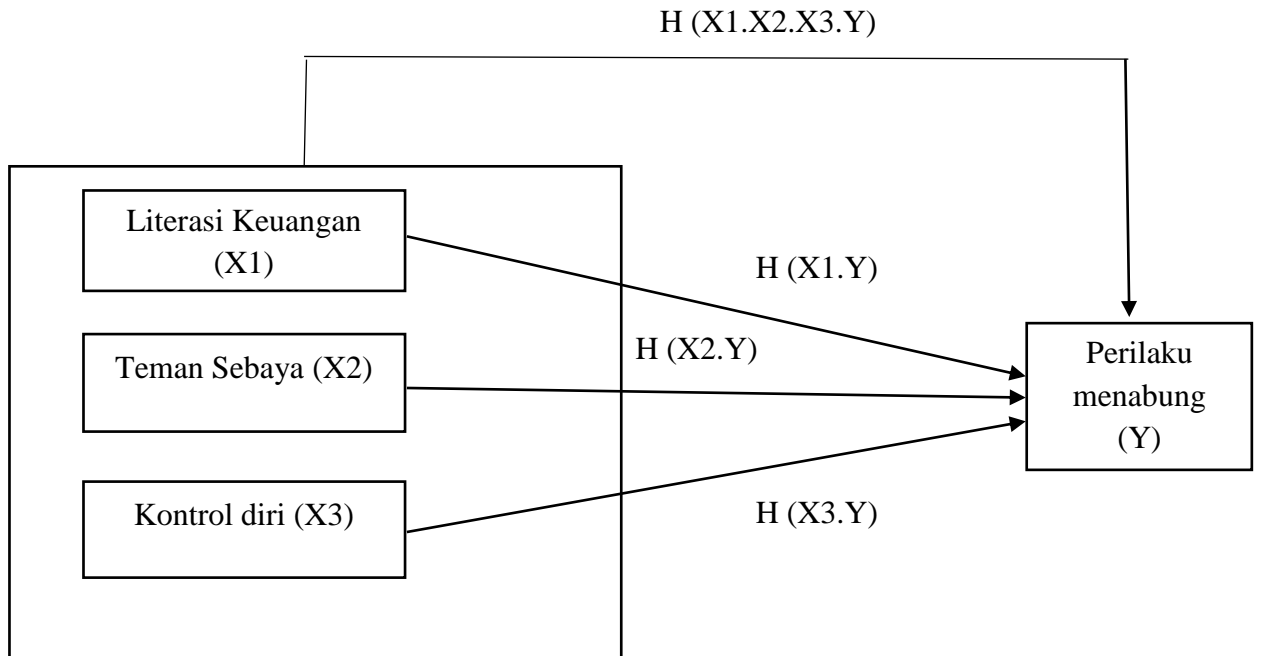 H (X1.X2.X3.Y)
Literasi Keuangan
(X1)
H (X1.Y)
Teman Sebaya (X2)
H (X2.Y)
Perilaku
menabung
(Y)
Kontrol diri (X3)
H (X3.Y)